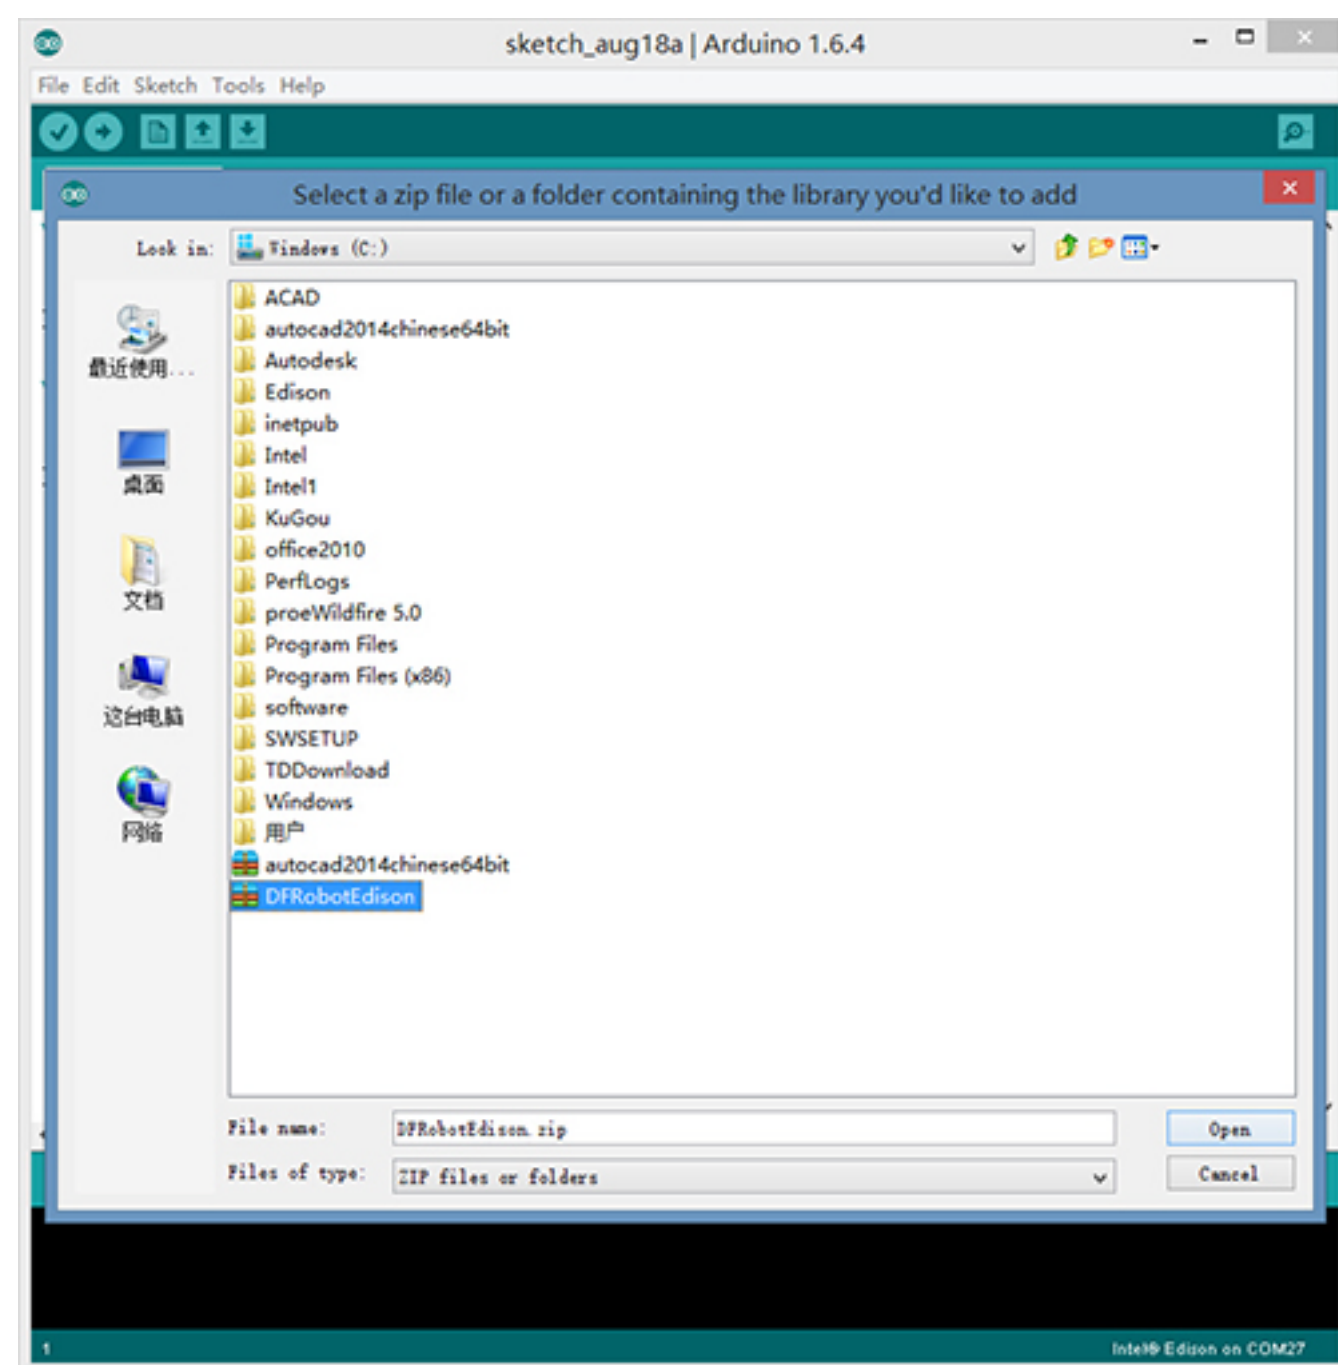 sketch_aug18a | Arduino 1.6.4
File Edit Sketch Tools Help
Select a zip file or a folder containing the library you'd like to add
Look in: Windows (C:)
ACAD
autocad2014chinese64bit
Autodesk
Edison
inetpub
Intel
Intel1
KuGou
office2010
PerfLogs
proeWildfire 5.0
Program Files
Program Files (x86)
software
SWSETUP
TDDownload
Windows
用户
autocad2014chinese64bit
DFRobotEdison
最近使用...
桌面
文档
这台电脑
网络
File name: DFRobotEdison.zip
Open
Files of type: ZIP files or folders
Cancel
1
Intel® Edison on COM27